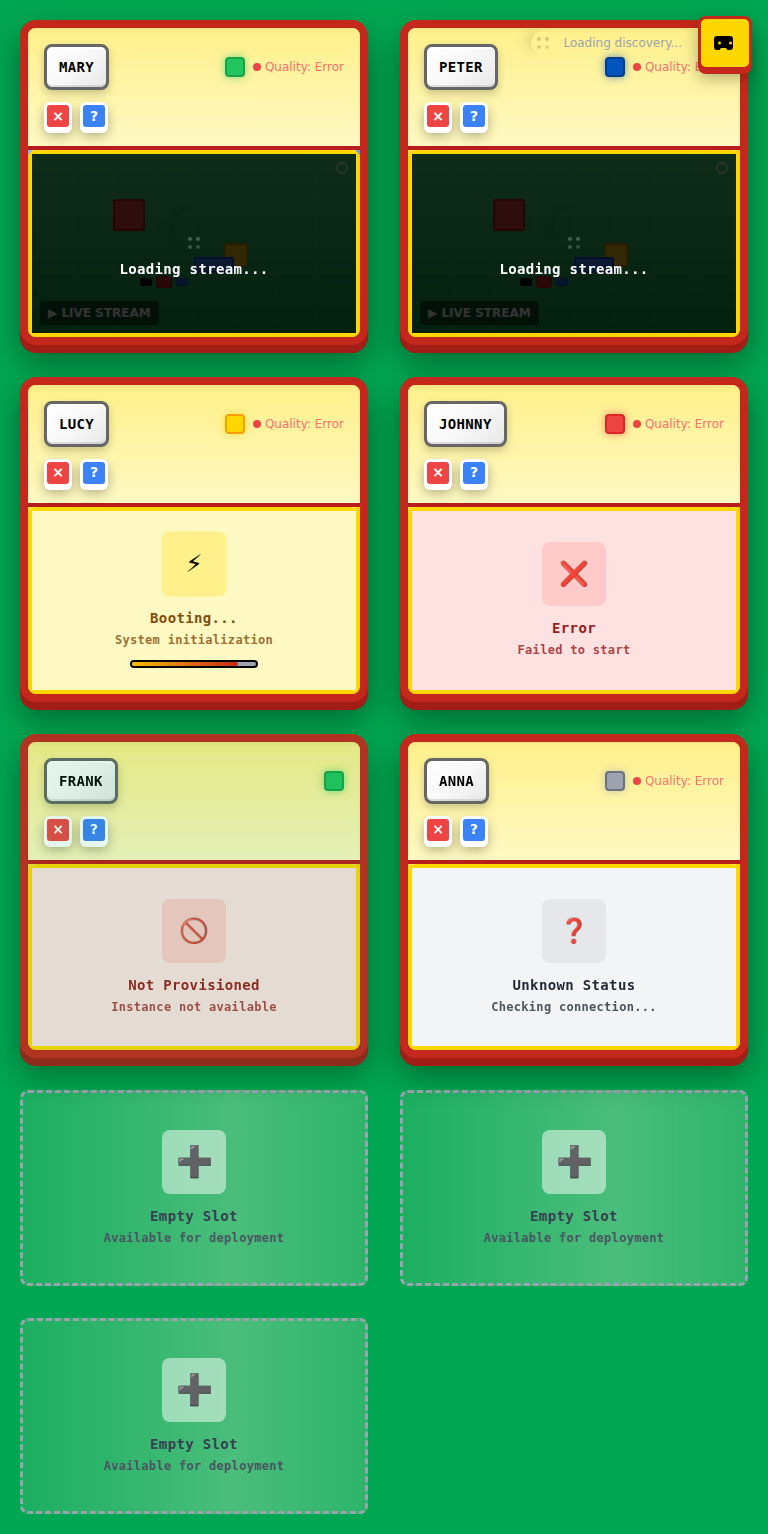 Loading discovery...
MARY
Quality: Error
×
?
Loading stream...
▶ LIVE STREAM
PETER
Quality: E
×
?
Loading stream...
▶ LIVE STREAM
LUCY
Quality: Error
×
?
Booting...
System initialization
JOHNNY
Quality: Error
×
?
Error
Failed to start
FRANK
×
?
Not Provisioned
Instance not available
ANNA
Quality: Error
×
?
Unknown Status
Checking connection...
Empty Slot
Available for deployment
Empty Slot
Available for deployment
Empty Slot
Available for deployment